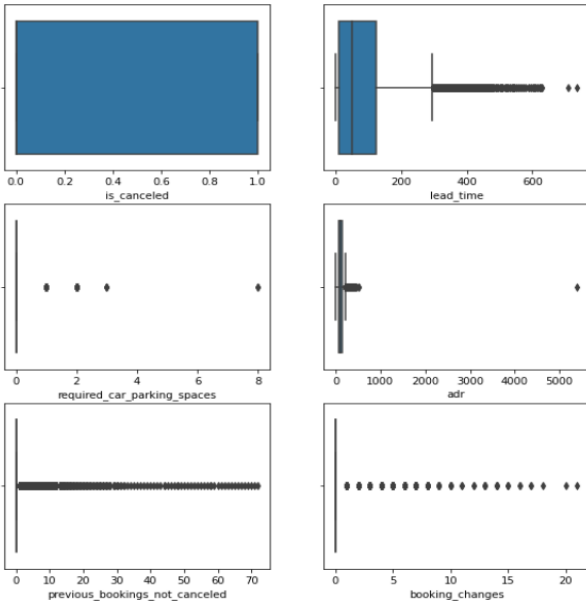 0.0 0.2 0.4 0.6 0.8 1.0
is_canceled
0 200 400 600
lead_time
0 2 4 6 8
required_car_parking_spaces
0 1000 2000 3000 4000 5000
adr
0 10 20 30 40 50 60 70
previous_bookings_not_canceled
0 5 10 15 20
booking_changes